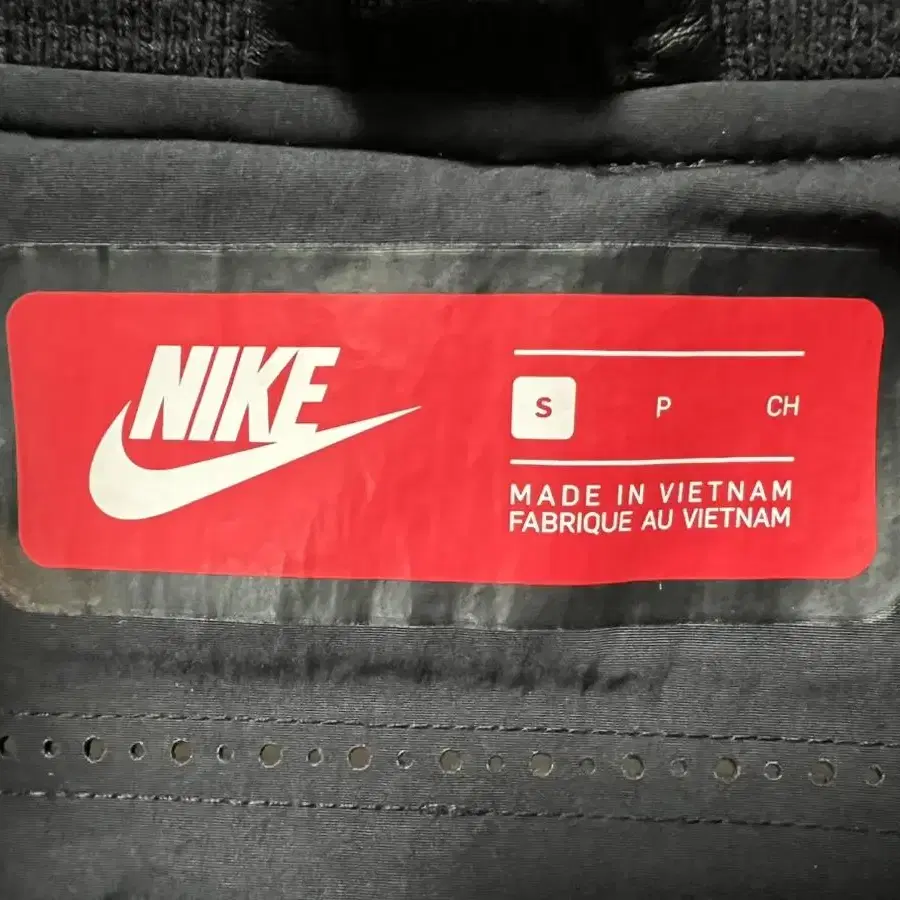 NIKE
S P CH
MADE IN VIETNAM
FABRIQUE AU VIETNAM